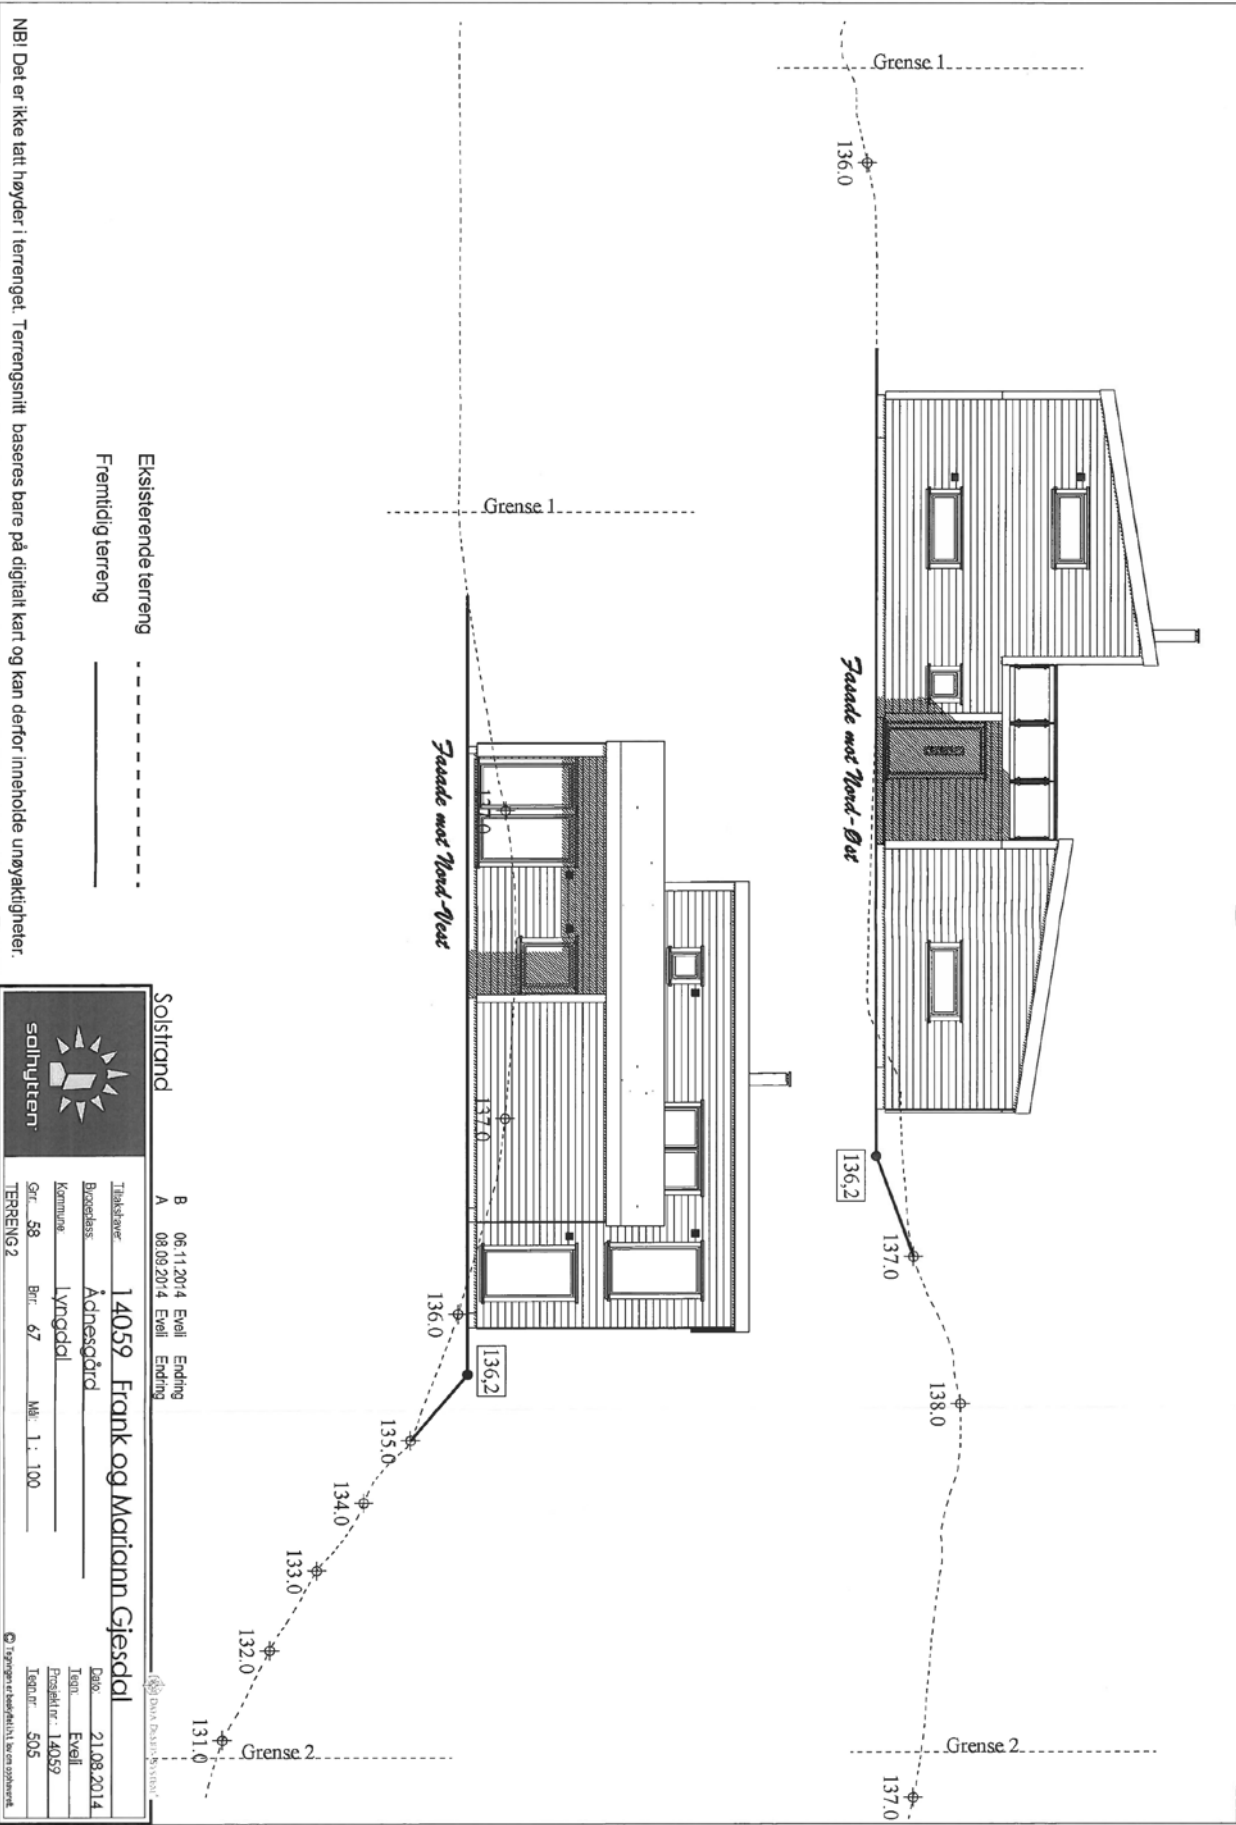 Grense 1
136.0
136,2
137.0
138.0
Grense 2
137.0
Fasade mot Nord-Øst
Grense 1
137.0
136.0
136,2
135.0
134.0
133.0
132.0
131.0
Grense 2
Fasade mot Nord-Vest
Eksisterende terreng
Fremtidig terreng
NB! Det er ikke tatt høyder i terrenget. Terrengsnitt baseres bare på digitalt kart og kan derfor inneholde unøyaktigheter.
Solstrand
B 06.11.2014 Eveli Endring
A 08.09.2014 Eveli Endring
solhytten
Tiltakshaver: 14059 Frank og Mariann Gjesdal
Byggeplass: Ådnesgård
Kommune: Lyngdal
Gnr: 58 Bnr: 67 Mål: 1 : 100
TERRENG2
Dato: 21.08.2014
Tegn: Eveli
Prosjekt nr.: 14059
Tegn.nr: 505